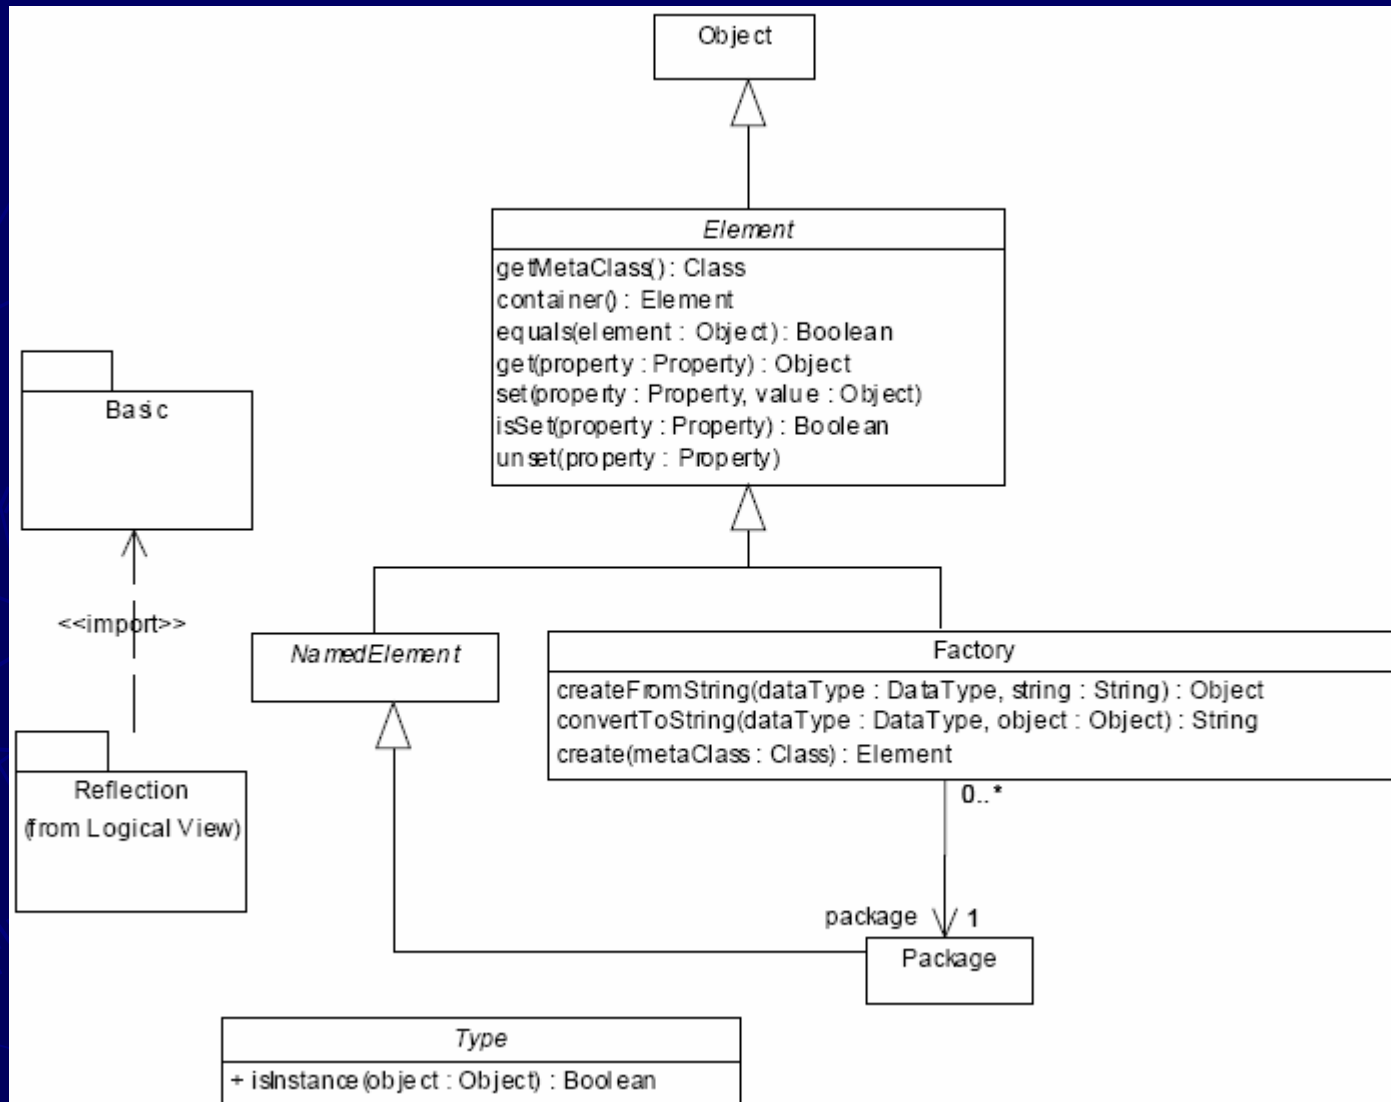 Object
Element
getMetaClass() : Class
container() : Element
equals(element : Object) : Boolean
get(property : Property) : Object
set(property : Property, value : Object)
isSet(property : Property) : Boolean
unset(property : Property)
Basic
<<import>>
NamedElement
Factory
createFromString(dataType : DataType, string : String) : Object
convertToString(dataType : DataType, object : Object) : String
create(metaClass : Class) : Element
Reflection
(from Logical View)
0..*
package 1
Package
Type
+ isInstance(object : Object) : Boolean